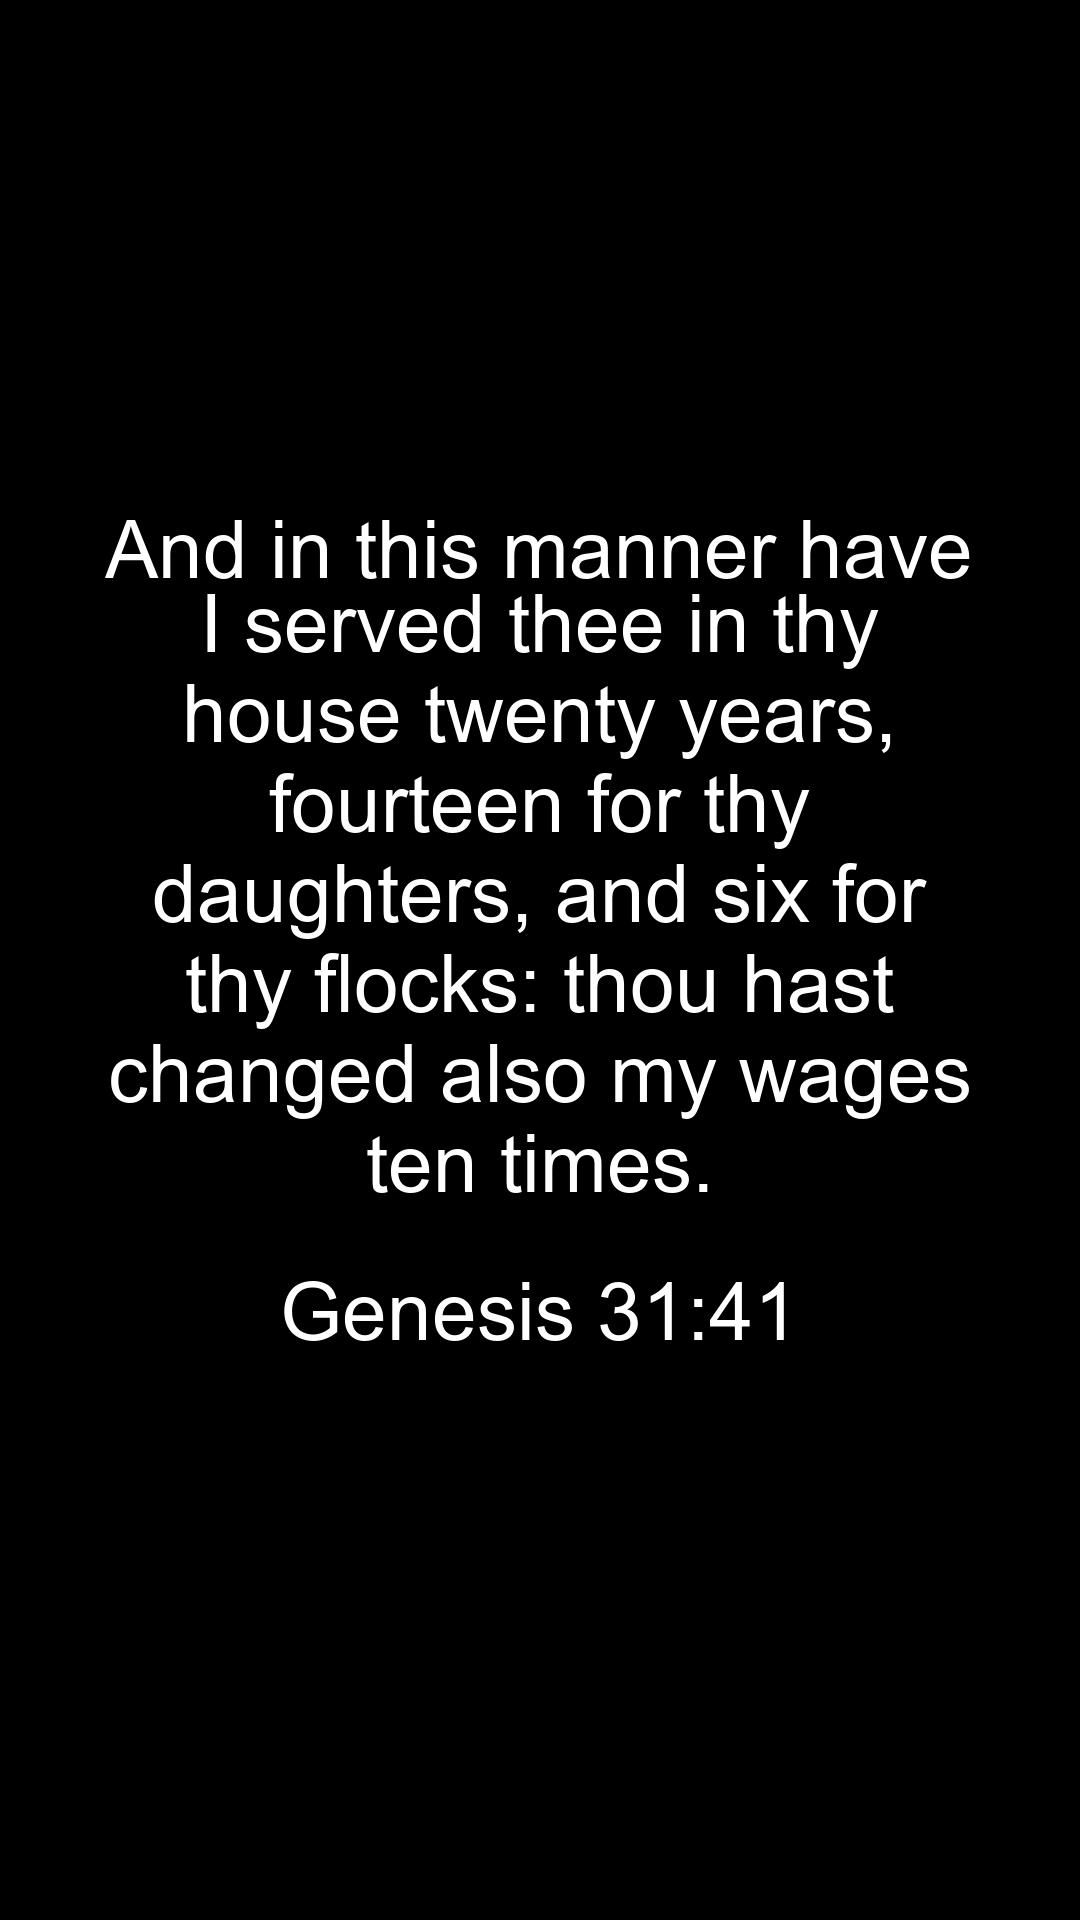 And in this manner have
I served thee in thy
house twenty years,
fourteen for thy
daughters, and six for
thy flocks: thou hast
changed also my wages
ten times.
Genesis 31:41